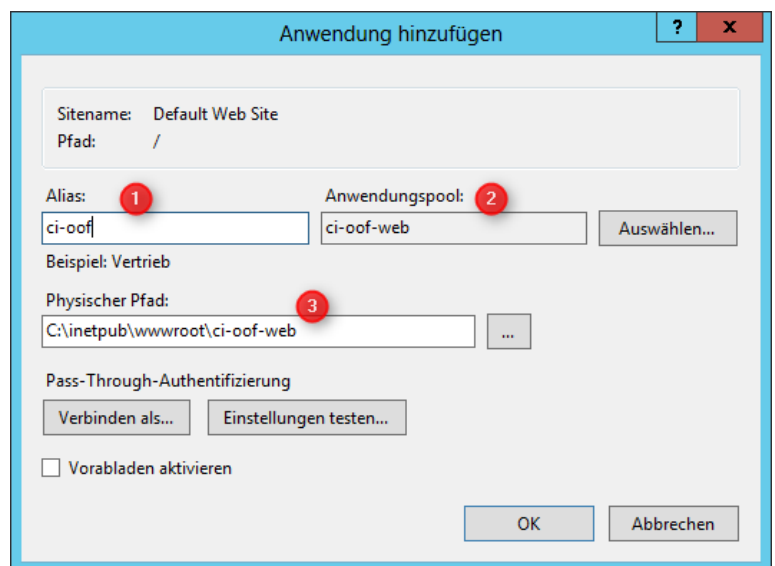 Anwendung hinzufügen
? x
Sitename: Default Web Site
Pfad: /
Alias: 1 Anwendungspool: 2
ci-oof ci-oof-web Auswählen...
Beispiel: Vertrieb
Physischer Pfad: 3
C:\inetpub\wwwroot\ci-oof-web ...
Pass-Through-Authentifizierung
Verbinden als... Einstellungen testen...
Vorabladen aktivieren
OK Abbrechen